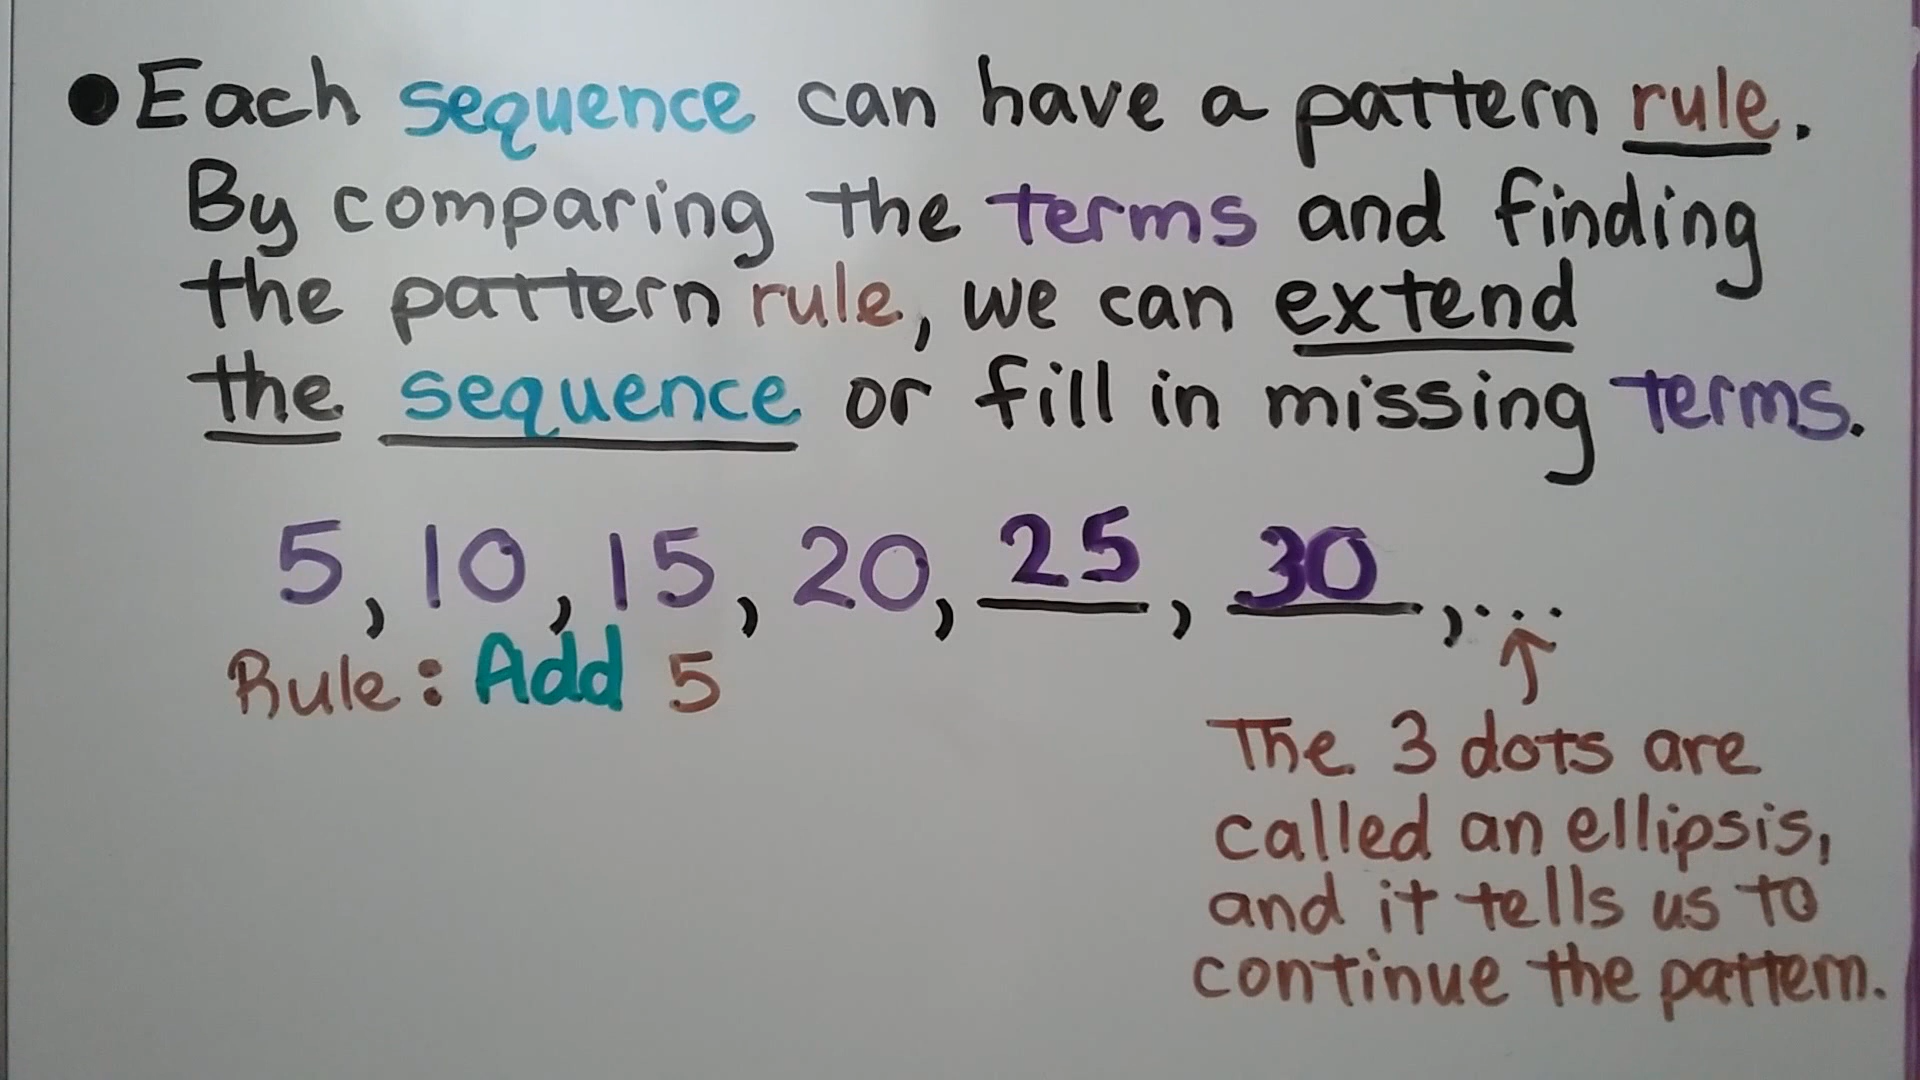 • Each sequence can have a pattern rule.
By comparing the terms and finding
the pattern rule, we can extend
the sequence or fill in missing terms.
5, 10, 15, 20, 25, 30, ...
Rule: Add 5
↑
The 3 dots are
called an ellipsis,
and it tells us to
continue the pattern.